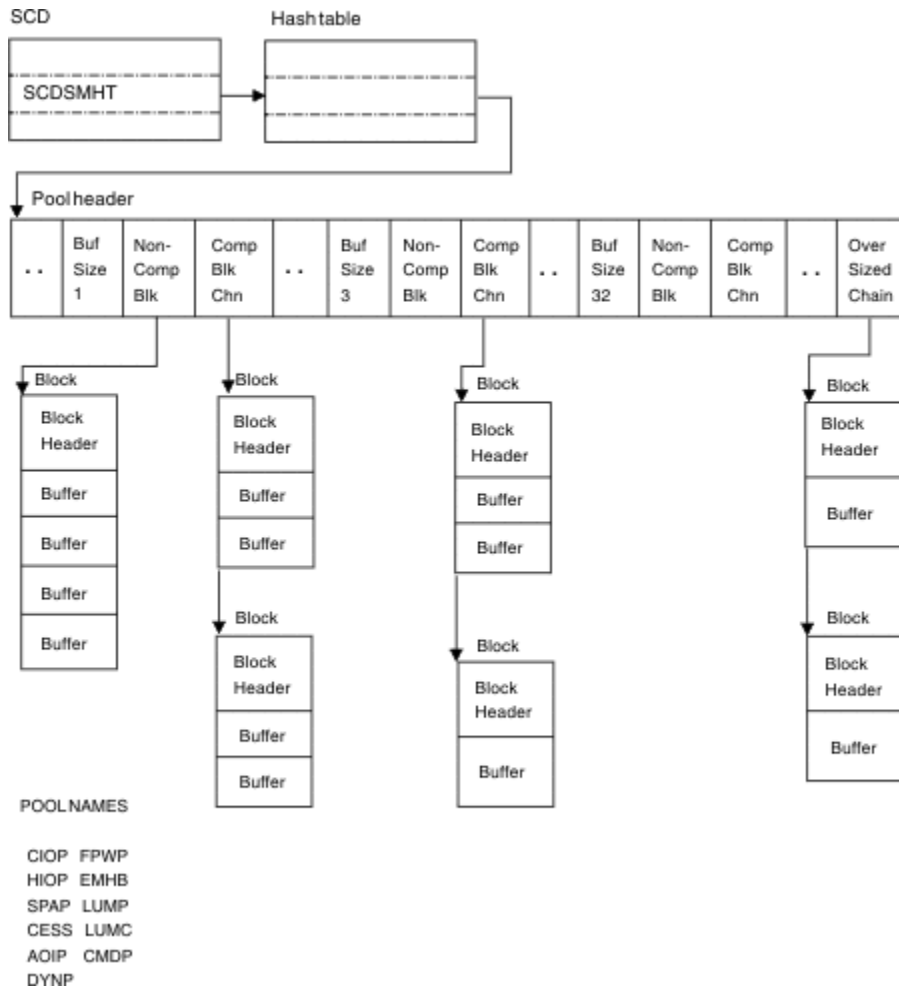 SCD
Hash table
SCDSMHT
Pool header
. .
Buf
Size
1
Non-
Comp
Blk
Comp
Blk
Chn
. .
Buf
Size
3
Non-
Comp
Blk
Comp
Blk
Chn
. .
Buf
Size
32
Non-
Comp
Blk
Comp
Blk
Chn
. .
Over
Sized
Chain
Block
Block
Header
Buffer
Buffer
Buffer
Buffer
Block
Block
Header
Buffer
Buffer
Block
Block
Header
Buffer
Buffer
Block
Block
Header
Buffer
Buffer
Block
Block
Header
Buffer
Block
Block
Header
Buffer
Block
Block
Header
Buffer
POOL NAMES
CIOP FPWP
HIOP EMHB
SPAP LUMP
CESS LUMC
AOIP CMDP
DYNP